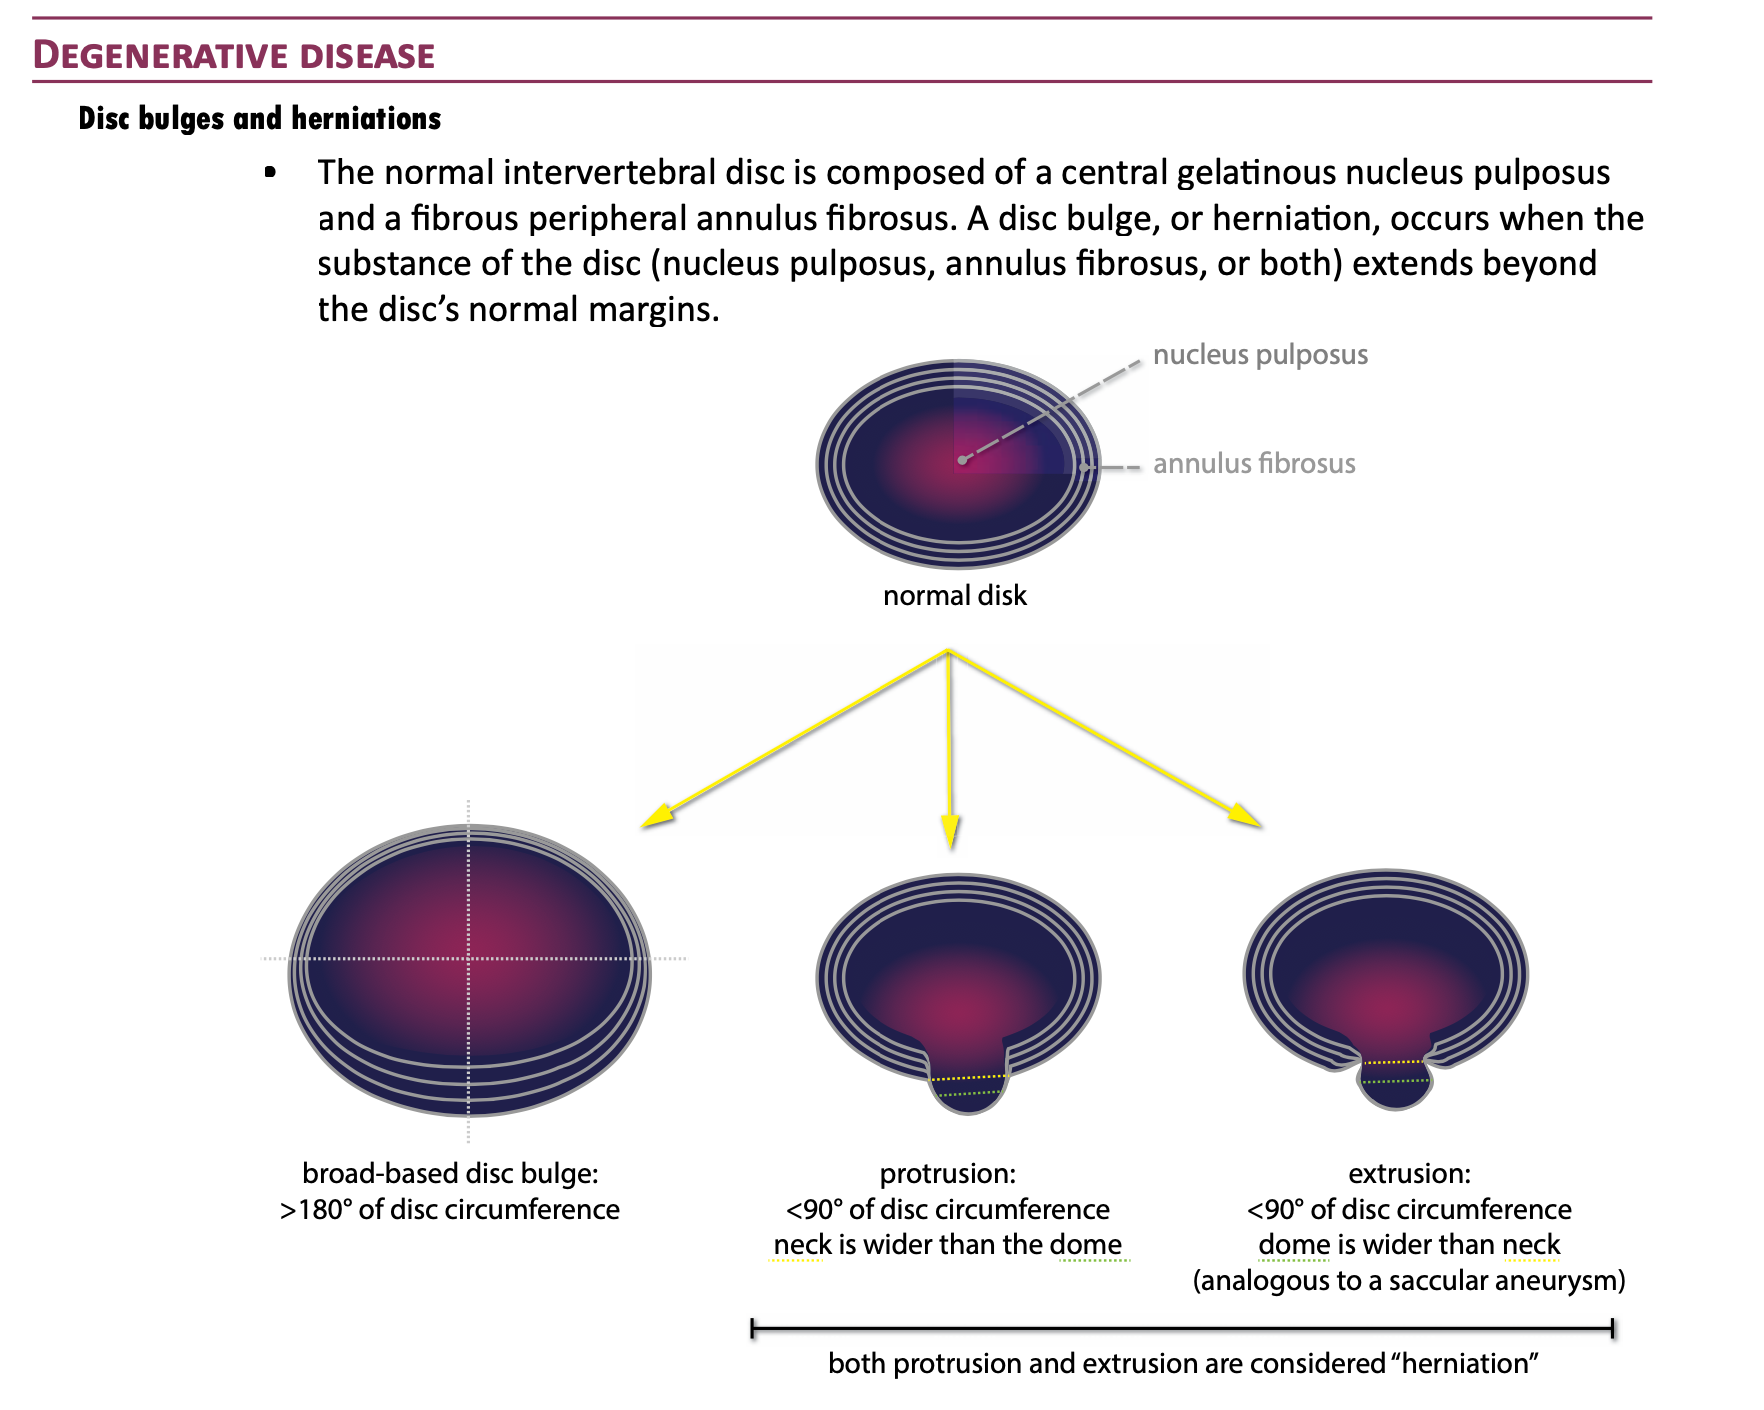 DEGENERATIVE DISEASE
Disc bulges and herniations
• The normal intervertebral disc is composed of a central gelatinous nucleus pulposus
and a fibrous peripheral annulus fibrosus. A disc bulge, or herniation, occurs when the
substance of the disc (nucleus pulposus, annulus fibrosus, or both) extends beyond
the disc’s normal margins.
nucleus pulposus
annulus fibrosus
normal disk
broad-based disc bulge:
>180° of disc circumference
protrusion:
<90° of disc circumference
neck is wider than the dome
extrusion:
<90° of disc circumference
dome is wider than neck
(analogous to a saccular aneurysm)
both protrusion and extrusion are considered “herniation”